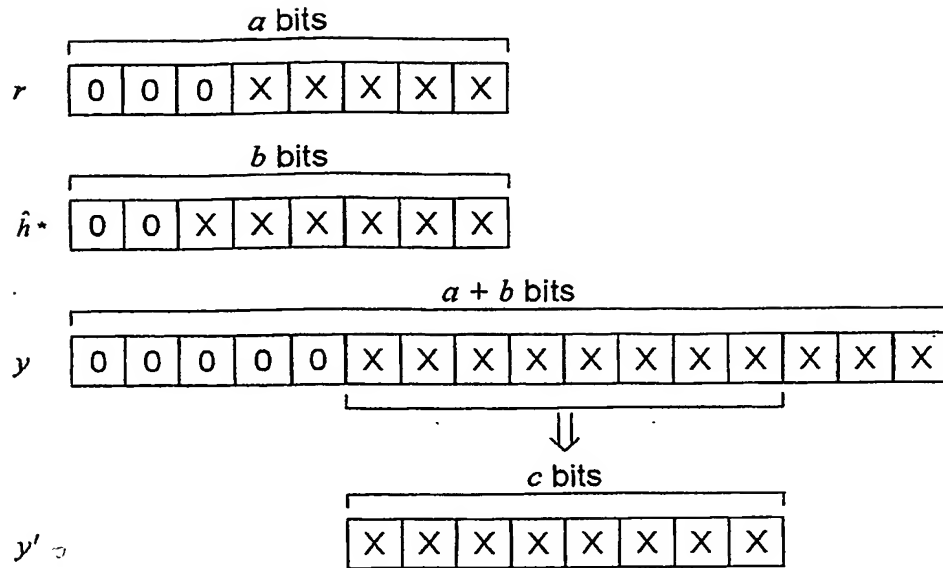 a bits
r 0 0 0 X X X X X
b bits
ĥ* 0 0 X X X X X X
a + b bits
y 0 0 0 0 0 X X X X X X X X X X X
⇓
c bits
y' X X X X X X X X